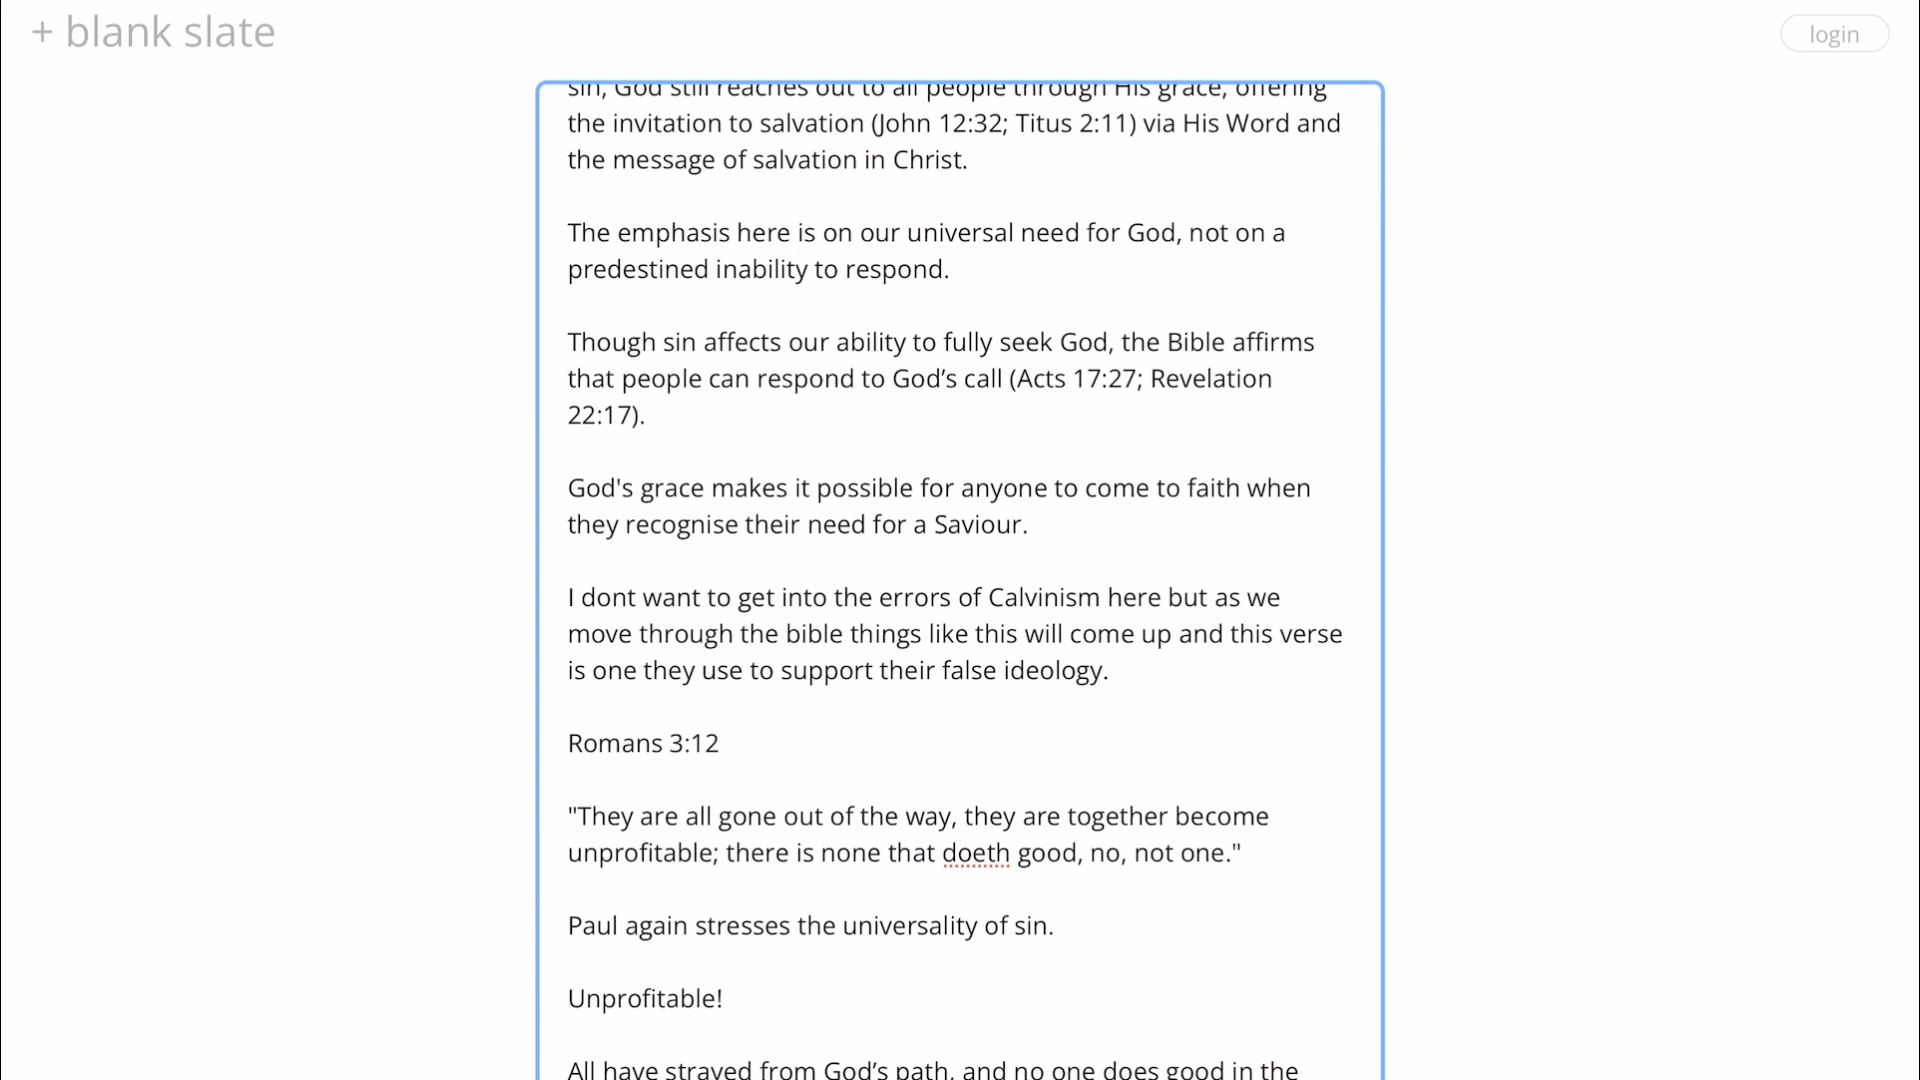 + blank slate
login
sin, God still reaches out to all people through His grace, offering
the invitation to salvation (John 12:32; Titus 2:11) via His Word and
the message of salvation in Christ.
The emphasis here is on our universal need for God, not on a
predestined inability to respond.
Though sin affects our ability to fully seek God, the Bible affirms
that people can respond to God’s call (Acts 17:27; Revelation
22:17).
God's grace makes it possible for anyone to come to faith when
they recognise their need for a Saviour.
I dont want to get into the errors of Calvinism here but as we
move through the bible things like this will come up and this verse
is one they use to support their false ideology.
Romans 3:12
"They are all gone out of the way, they are together become
unprofitable; there is none that doeth good, no, not one."
Paul again stresses the universality of sin.
Unprofitable!
All have strayed from God’s path, and no one does good in the